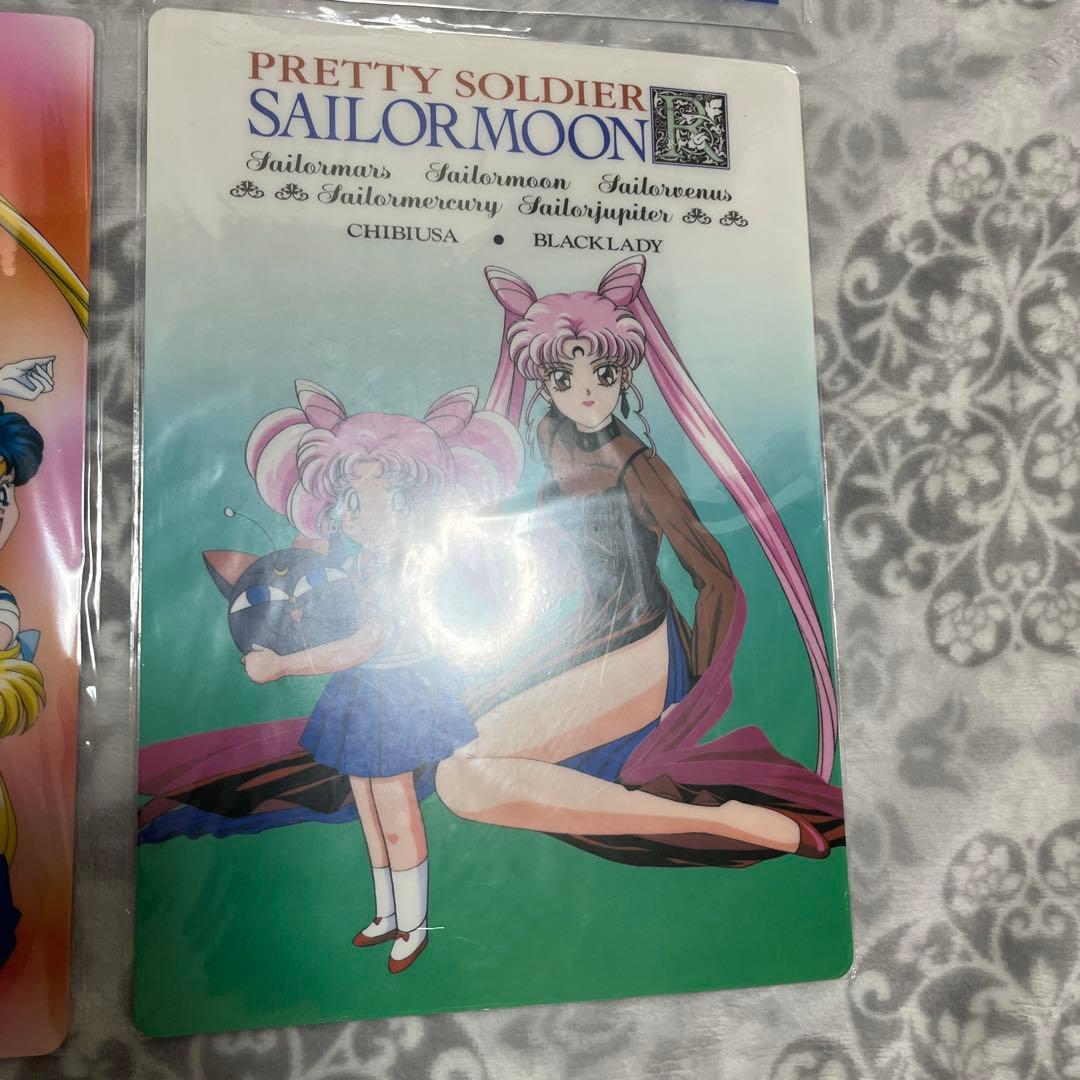 PRETTY SOLDIER
SAILORMOON R
Sailormars Sailormoon Sailorvenus
Sailormercury Sailorjupiter
CHIBIUSA • BLACKLADY